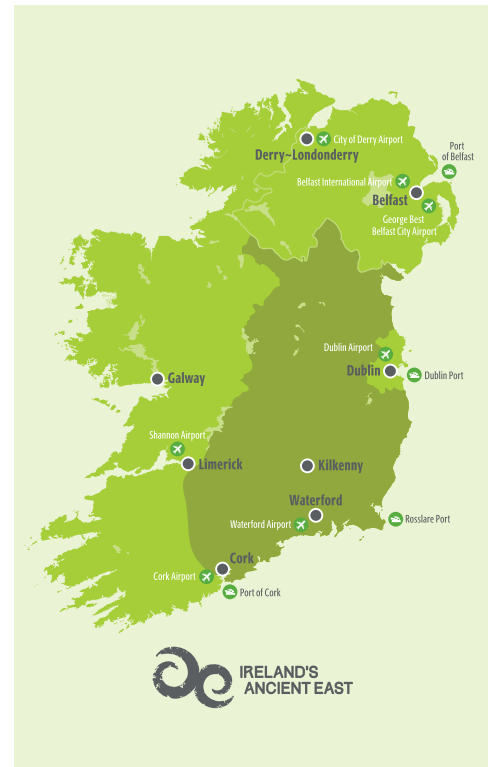 City of Derry Airport
Derry~Londonderry
Port
of Belfast
Belfast International Airport
Belfast
George Best
Belfast City Airport
Dublin Airport
Dublin
Dublin Port
Galway
Shannon Airport
Limerick
Kilkenny
Waterford
Waterford Airport
Rosslare Port
Cork
Cork Airport
Port of Cork
IRELAND'S
ANCIENT EAST